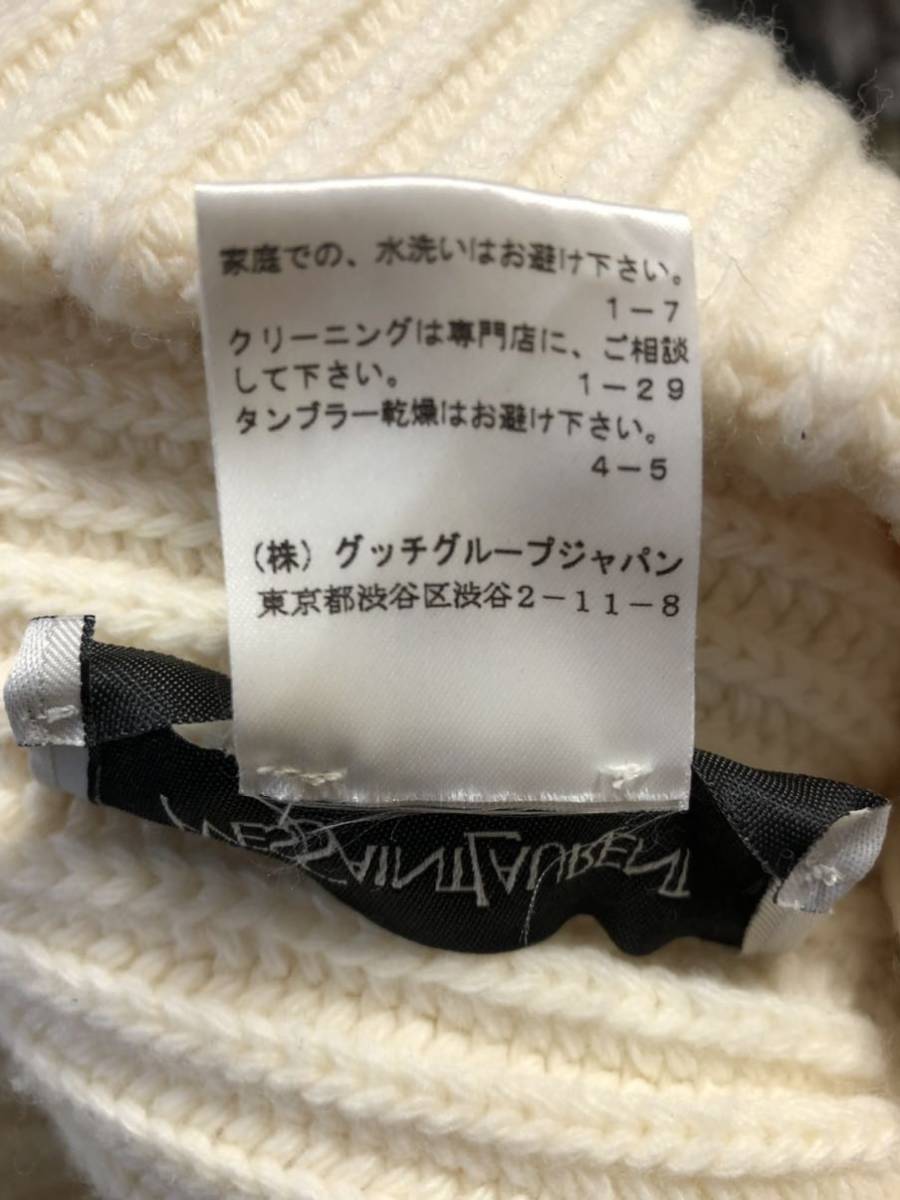 家庭での、水洗いはお避け下さい。
1－7
クリーニングは専門店に、ご相談
して下さい。 1－29
タンブラー乾燥はお避け下さい。
4－5
(株) グッチグループジャパン
東京都渋谷区渋谷2－11－8
YVES SAINT LAURENT